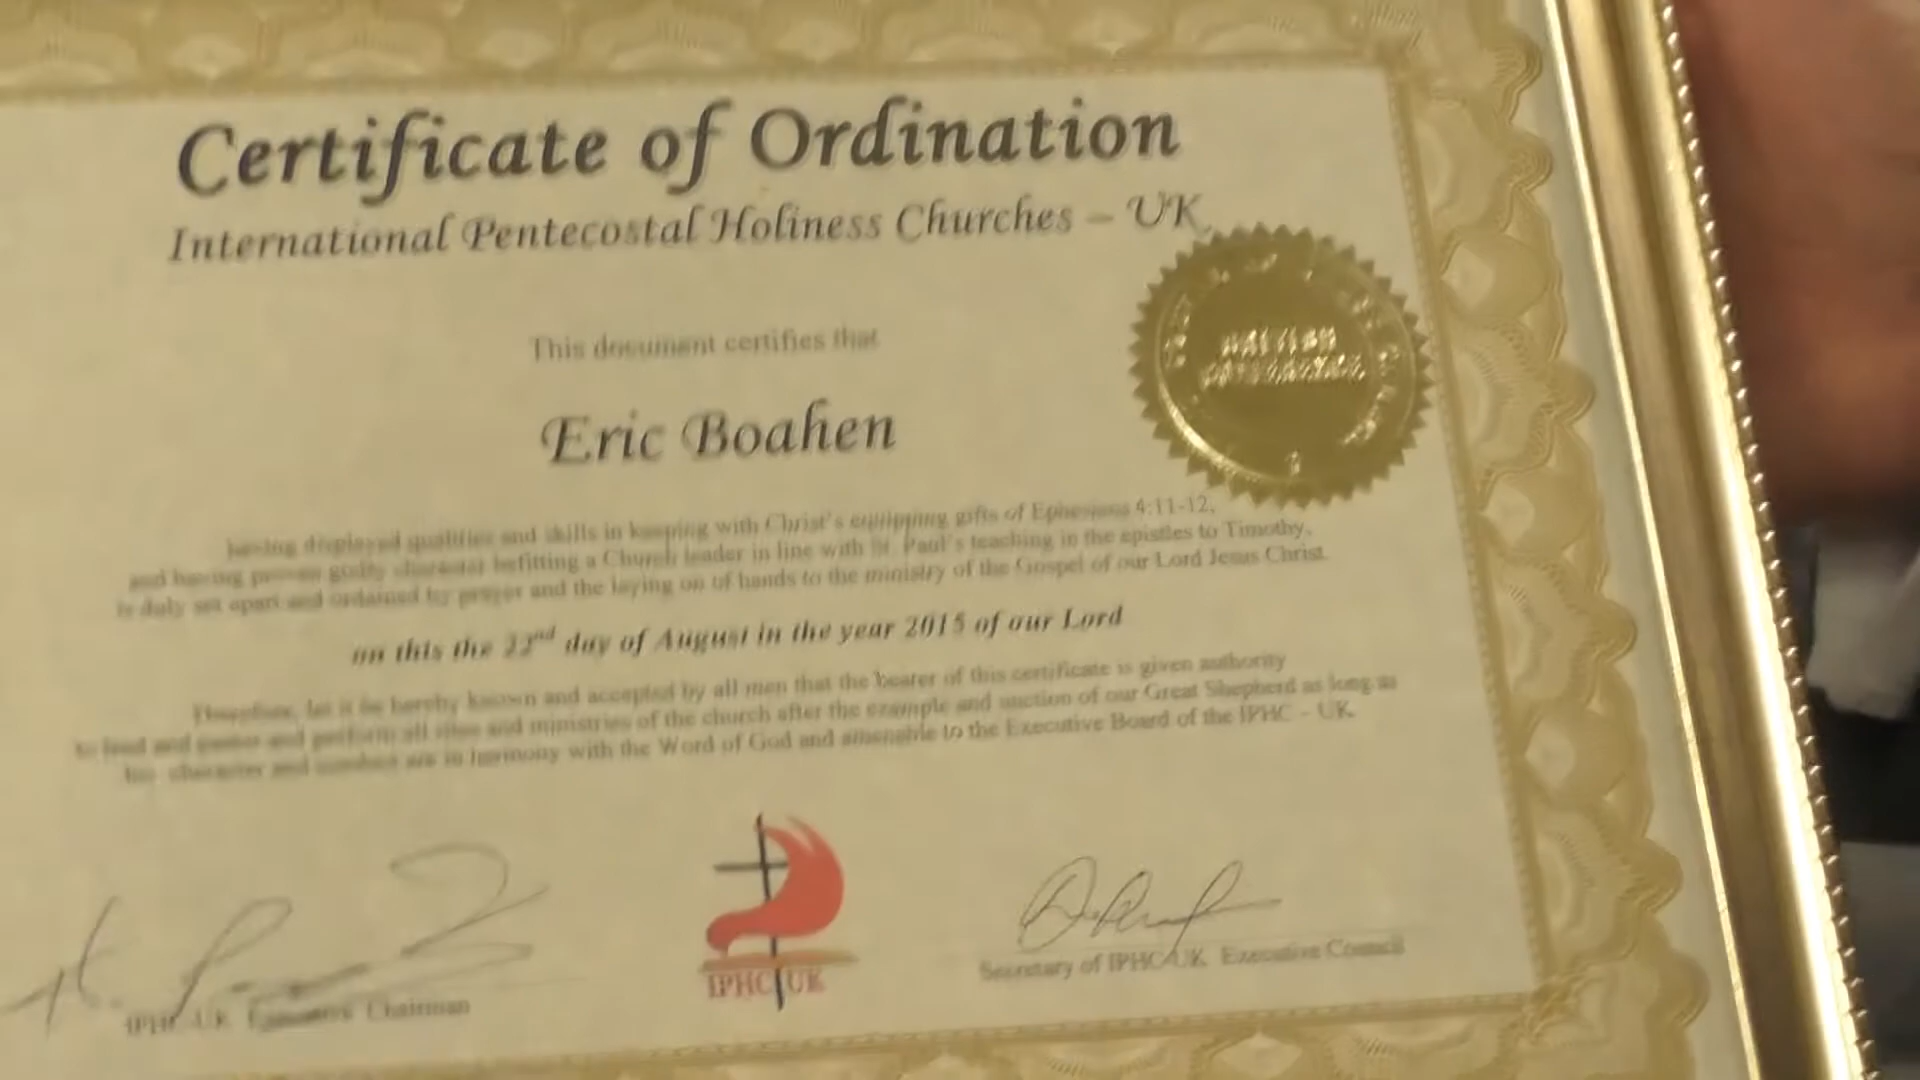 Certificate of Ordination
International Pentecostal Holiness Churches – UK
This document certifies that
Eric Boahen
having displayed qualities and skills in keeping with Christ's equipping gifts of Ephesians 4:11-12,
and having proven godly character befitting a Church leader in line with St. Paul's teaching in the epistles to Timothy,
is duly set apart and ordained by prayer and the laying on of hands to the ministry of the Gospel of our Lord Jesus Christ.
on this the 22nd day of August in the year 2015 of our Lord
Therefore, let it be hereby known and accepted by all men that the bearer of this certificate is given authority
to lead and and perform all rites and ministries of the church after the example and unction of our Great Shepherd as long as
his character and conduct are in harmony with the Word of God and amenable to the Executive Board of the IPHC – UK.
IPHC UK
IPHC-UK Chairman
Secretary of IPHC-UK Executive Council